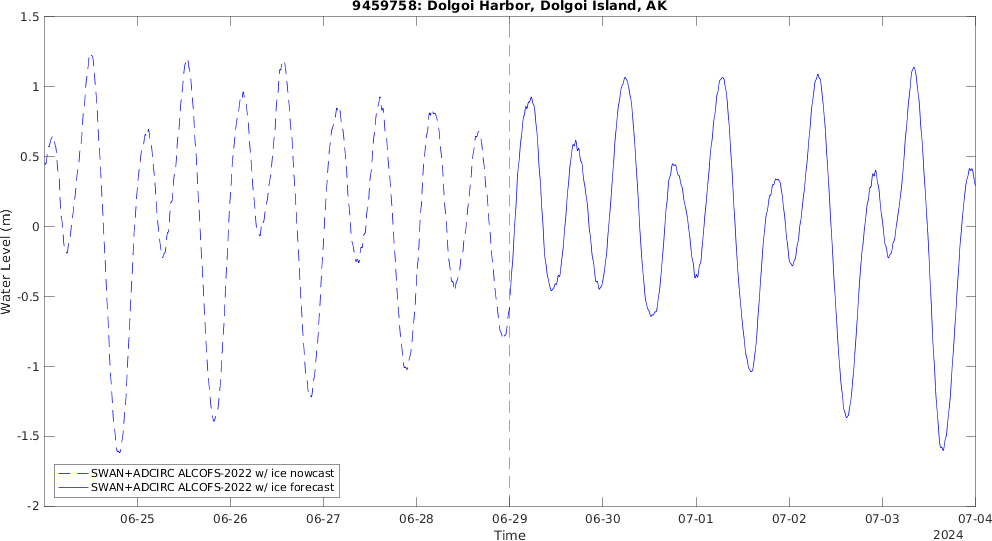 9459758: Dolgoi Harbor, Dolgoi Island, AK
1.5
1
0.5
0
-0.5
-1
-1.5
-2
Water Level (m)
SWAN+ADCIRC ALCOFS-2022 w/ ice nowcast
SWAN+ADCIRC ALCOFS-2022 w/ ice forecast
06-25 06-26 06-27 06-28 06-29 06-30 07-01 07-02 07-03 07-04
Time
2024